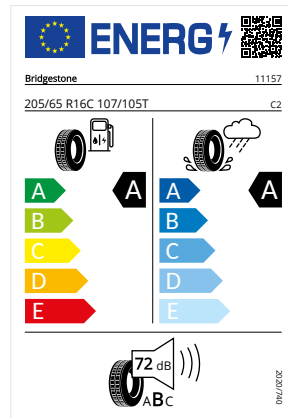 ENERG
Bridgestone 11157
205/65 R16C 107/105T C2
A A A A
B B
C C
D D
E E
72 dB
ABC
2020/740